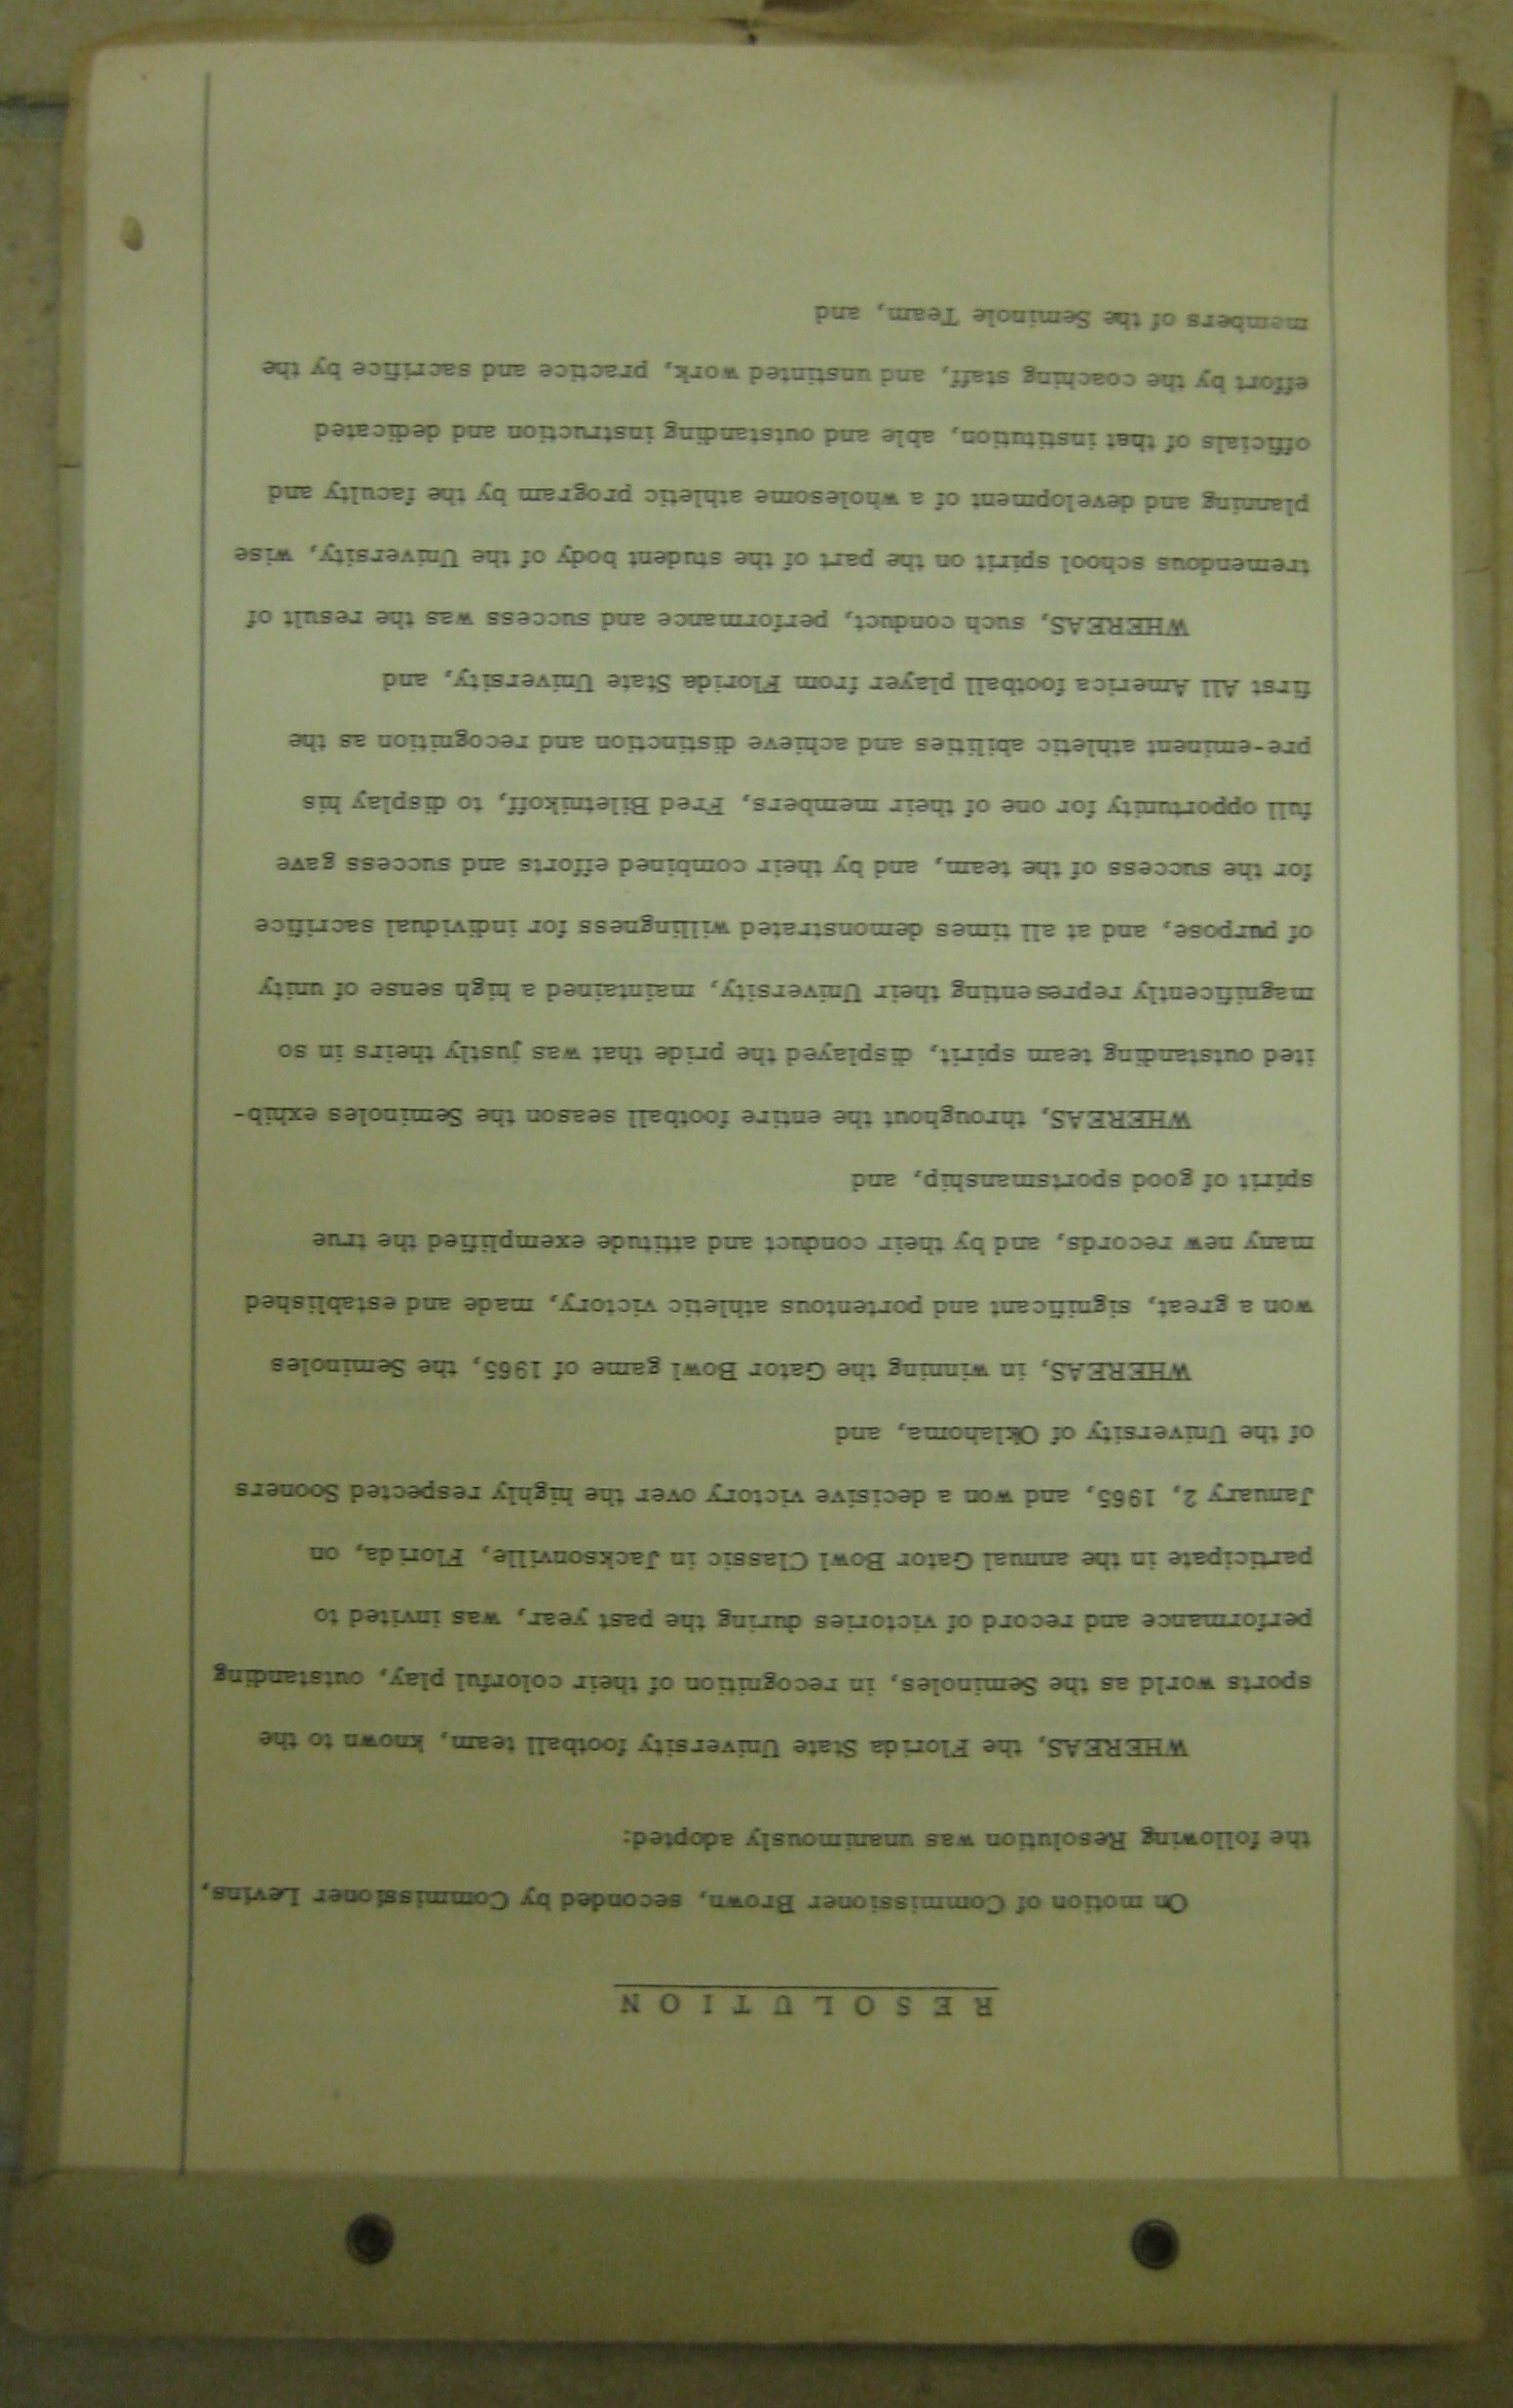 RESOLUTION
On motion of Commissioner Brown, seconded by Commissioner Levins,
the following Resolution was unanimously adopted:
WHEREAS, the Florida State University football team, known to the
sports world as the Seminoles, in recognition of their colorful play, outstanding
performance and record of victories during the past year, was invited to
participate in the annual Gator Bowl Classic in Jacksonville, Florida, on
January 2, 1965, and won a decisive victory over the highly respected Sooners
of the University of Oklahoma, and
WHEREAS, in winning the Gator Bowl game of 1965, the Seminoles
won a great, significant and portentous athletic victory, made and established
many new records, and by their conduct and attitude exemplified the true
spirit of good sportsmanship, and
WHEREAS, throughout the entire football season the Seminoles exhib-
ited outstanding team spirit, displayed the pride that was justly theirs in so
magnificently representing their University, maintained a high sense of unity
of purpose, and at all times demonstrated willingness for individual sacrifice
for the success of the team, and by their combined efforts and success gave
full opportunity for one of their members, Fred Biletnikoff, to display his
pre-eminent athletic abilities and achieve distinction and recognition as the
first All America football player from Florida State University, and
WHEREAS, such conduct, performance and success was the result of
tremendous school spirit on the part of the student body of the University, wise
planning and development of a wholesome athletic program by the faculty and
officials of that institution, able and outstanding instruction and dedicated
effort by the coaching staff, and unstinted work, practice and sacrifice by the
members of the Seminole Team, and